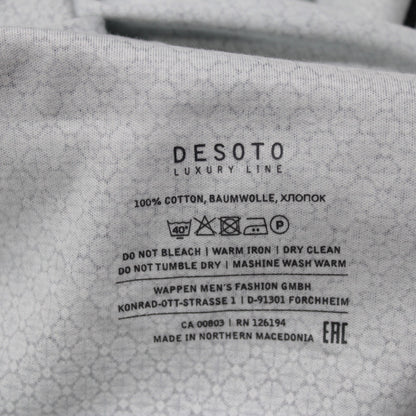 DESOTO
LUXURY LINE
100% COTTON, BAUMWOLLE, ХЛОПОК
40° P
DO NOT BLEACH | WARM IRON | DRY CLEAN
DO NOT TUMBLE DRY | MASHINE WASH WARM
WAPPEN MEN'S FASHION GMBH
KONRAD-OTT-STRASSE 1 | D-91301 FORCHHEIM
CA 00803 | RN 126194
MADE IN NORTHERN MACEDONIA EAC